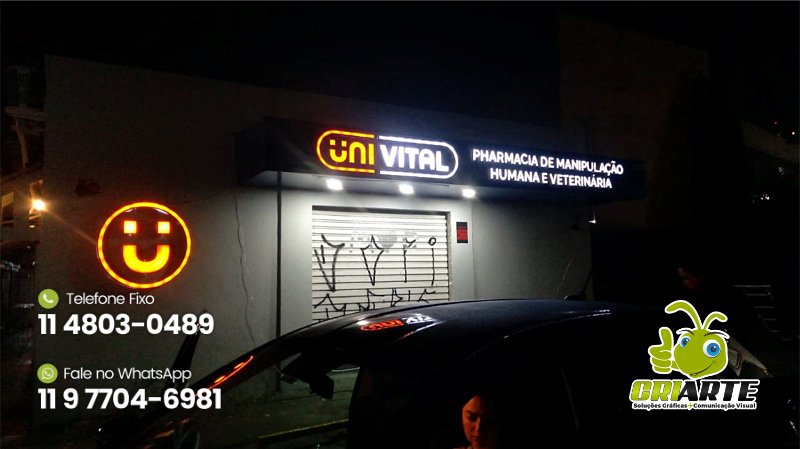 ÜNI VITAL
PHARMACIA DE MANIPULAÇÃO
HUMANA E VETERINÁRIA
Telefone Fixo
11 4803-0489
Fale no WhatsApp
11 9 7704-6981
CRIARTE
Soluções Gráficas+Comunicação Visual